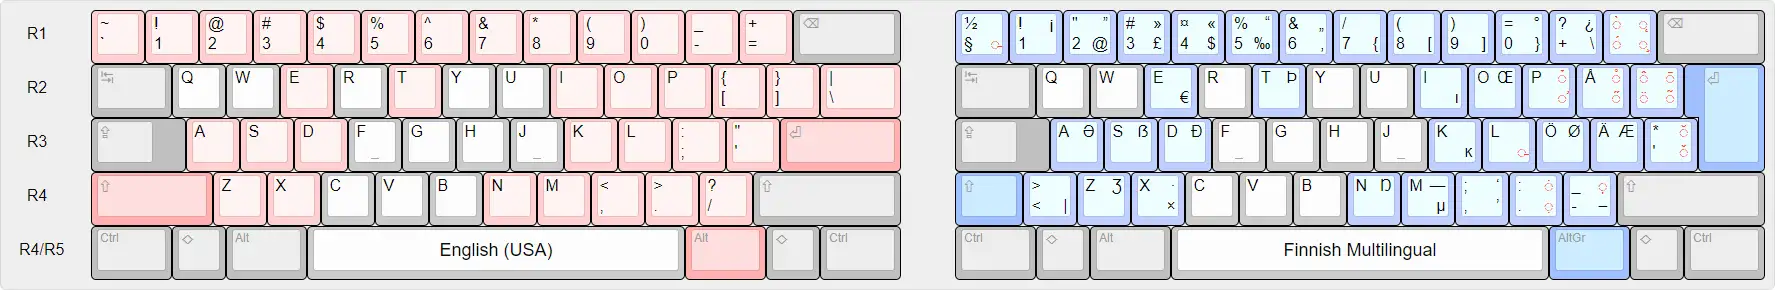 R1 ~ ` ! 1 @ 2 # 3 $ 4 % 5 ^ 6 & 7 * 8 ( 9 ) 0 _ - + = ⌫ ½ § ! ¡ 1 " ” 2 @ # » 3 £ ¤ « 4 $ % “ 5 ‰ & „ 6 ‚ / 7 { ( 8 [ ) 9 ] = ° 0 } ? ¿ + \ ⌫
R2 Q W E R T Y U I O P { [ } ] | \ Q W E € R T Þ Y U I ı O Œ P Å ⏎
R3 ⇪ A S D F _ G H J _ K L : ; " ' ⏎ ⇪ A Ə S ß D Đ F _ G H J _ K ĸ L Ö Ø Ä Æ * '
R4 ⇧ Z X C V B N M < , > . ? / ⇧ ⇧ > < | Z Ʒ X · × C V B N Ŋ M — µ ; ‘ , ’ : . _ - – ⇧
R4/R5 Ctrl ◇ Alt English (USA) Alt ◇ Ctrl Ctrl ◇ Alt Finnish Multilingual AltGr ◇ Ctrl